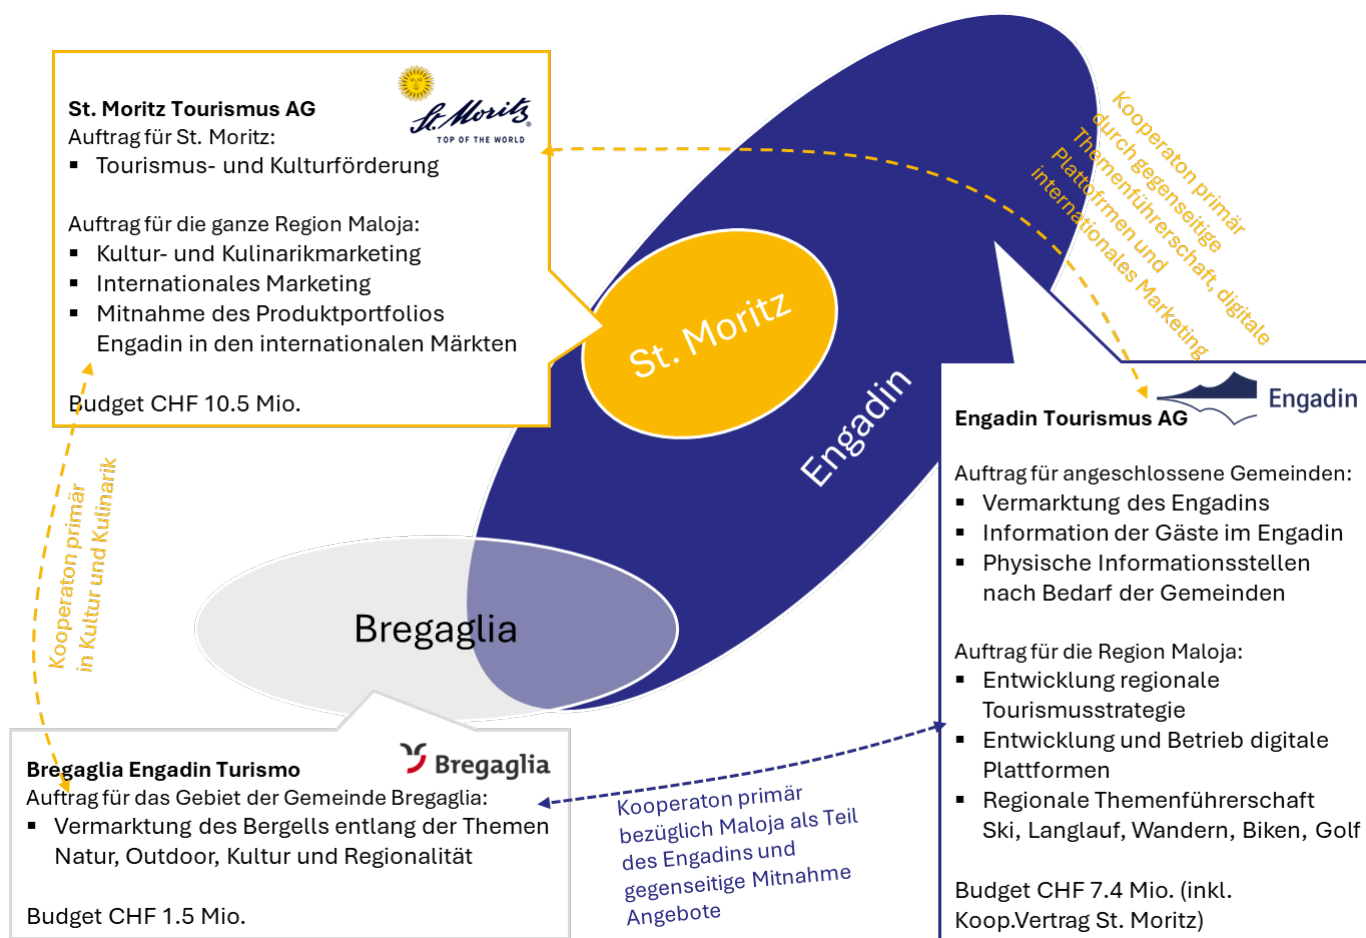 St. Moritz Tourismus AG
Auftrag für St. Moritz:
▪ Tourismus- und Kulturförderung
Auftrag für die ganze Region Maloja:
▪ Kultur- und Kulinarikmarketing
▪ Internationales Marketing
▪ Mitnahme des Produktportfolios
Engadin in den internationalen Märkten
Budget CHF 10.5 Mio.
St. Moritz
TOP OF THE WORLD
Kooperaton primär
durch gegenseitige
Themenführerschaft, digitale
Plattofrmen und
internationales Marketing
St. Moritz
Engadin
Bregaglia
Kooperaton primär
in Kultur und Kulinarik
Engadin
Engadin Tourismus AG
Auftrag für angeschlossene Gemeinden:
▪ Vermarktung des Engadins
▪ Information der Gäste im Engadin
▪ Physische Informationsstellen
nach Bedarf der Gemeinden
Auftrag für die Region Maloja:
▪ Entwicklung regionale
Tourismusstrategie
▪ Entwicklung und Betrieb digitale
Plattformen
▪ Regionale Themenführerschaft
Ski, Langlauf, Wandern, Biken, Golf
Budget CHF 7.4 Mio. (inkl.
Koop.Vertrag St. Moritz)
Bregaglia
Bregaglia Engadin Turismo
Auftrag für das Gebiet der Gemeinde Bregaglia:
▪ Vermarktung des Bergells entlang der Themen
Natur, Outdoor, Kultur und Regionalität
Budget CHF 1.5 Mio.
Kooperaton primär
bezüglich Maloja als Teil
des Engadins und
gegenseitige Mitnahme
Angebote